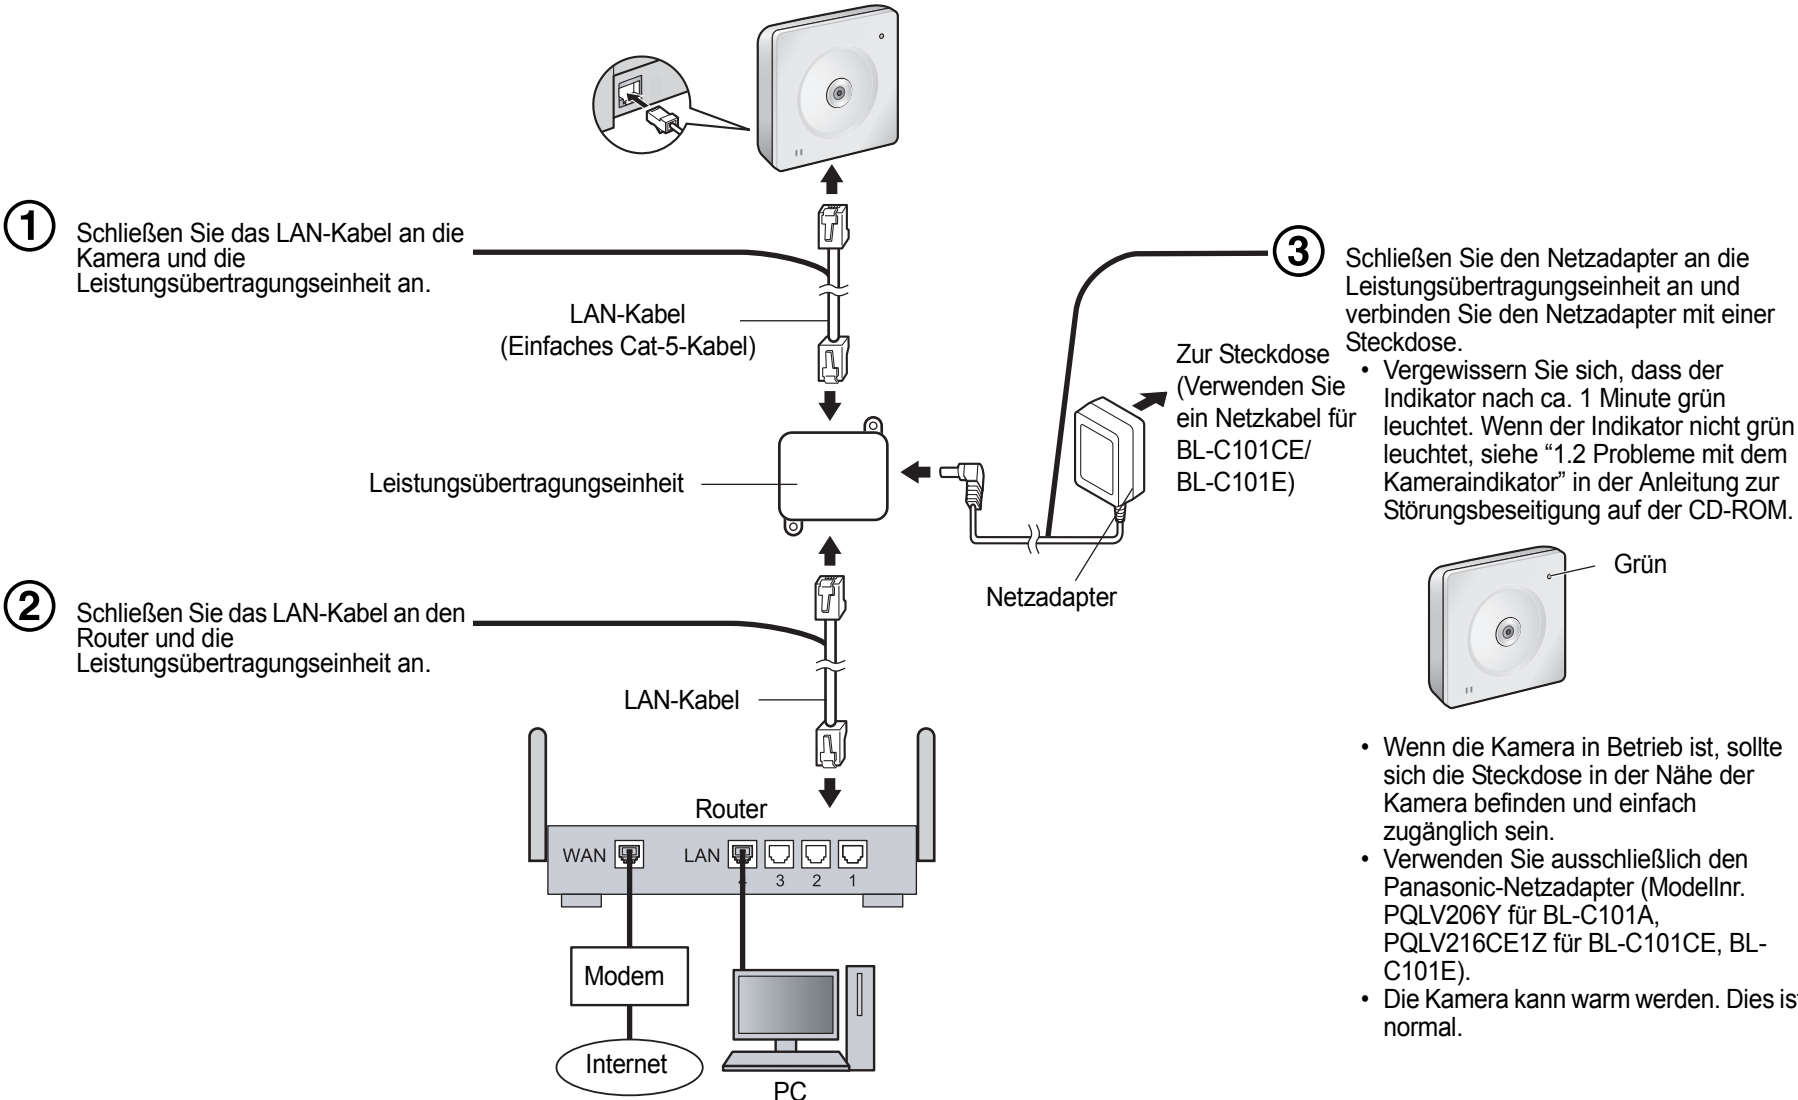 1
Schließen Sie das LAN-Kabel an die
Kamera und die
Leistungsübertragungseinheit an.
LAN-Kabel
(Einfaches Cat-5-Kabel)
Leistungsübertragungseinheit
2
Schließen Sie das LAN-Kabel an den
Router und die
Leistungsübertragungseinheit an.
LAN-Kabel
Router
WAN
LAN
4
3
2
1
Modem
Internet
PC
Zur Steckdose
(Verwenden Sie
ein Netzkabel für
BL-C101CE/
BL-C101E)
Netzadapter
3
Schließen Sie den Netzadapter an die
Leistungsübertragungseinheit an und
verbinden Sie den Netzadapter mit einer
Steckdose.
• Vergewissern Sie sich, dass der
Indikator nach ca. 1 Minute grün
leuchtet. Wenn der Indikator nicht grün
leuchtet, siehe “1.2 Probleme mit dem
Kameraindikator” in der Anleitung zur
Störungsbeseitigung auf der CD-ROM.
Grün
• Wenn die Kamera in Betrieb ist, sollte
sich die Steckdose in der Nähe der
Kamera befinden und einfach
zugänglich sein.
• Verwenden Sie ausschließlich den
Panasonic-Netzadapter (Modellnr.
PQLV206Y für BL-C101A,
PQLV216CE1Z für BL-C101CE, BL-
C101E).
• Die Kamera kann warm werden. Dies ist
normal.